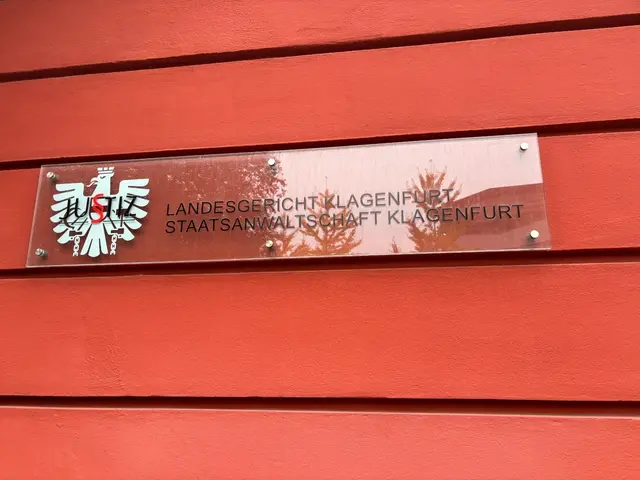 JUSTIZ
LANDESGERICHT KLAGENFURT
STAATSANWALTSCHAFT KLAGENFURT